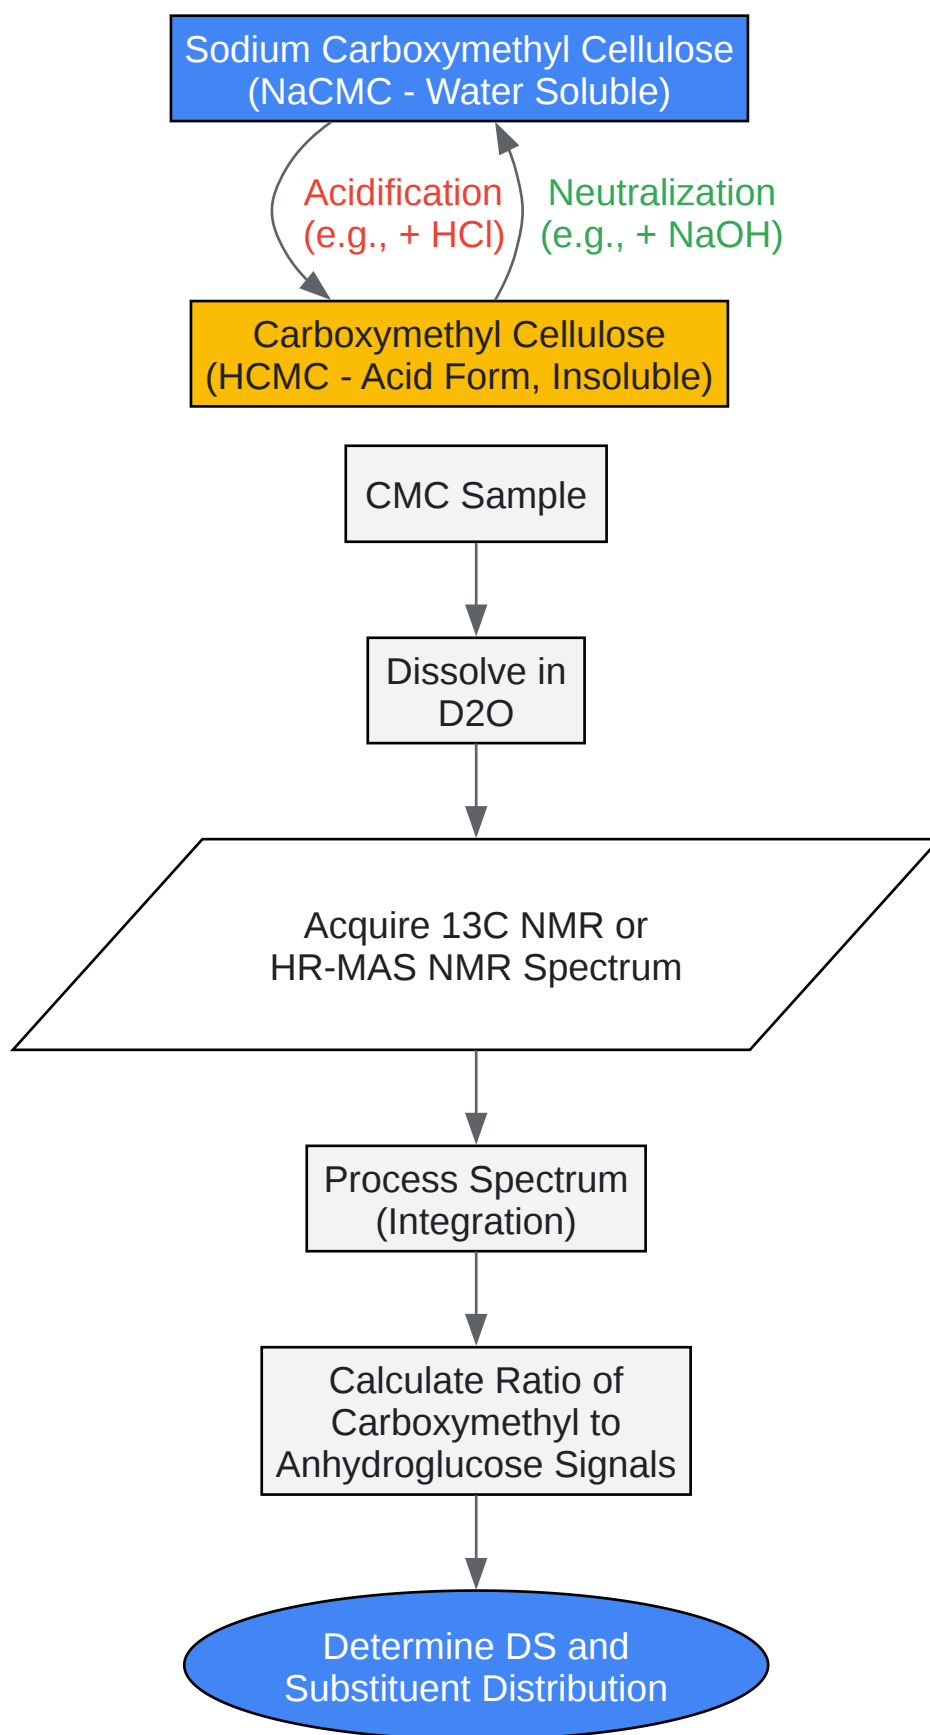 Sodium Carboxymethyl Cellulose
(NaCMC - Water Soluble)
Acidification
(e.g., + HCl)
Neutralization
(e.g., + NaOH)
Carboxymethyl Cellulose
(HCMC - Acid Form, Insoluble)
CMC Sample
Dissolve in
D2O
Acquire 13C NMR or
HR-MAS NMR Spectrum
Process Spectrum
(Integration)
Calculate Ratio of
Carboxymethyl to
Anhydroglucose Signals
Determine DS and
Substituent Distribution